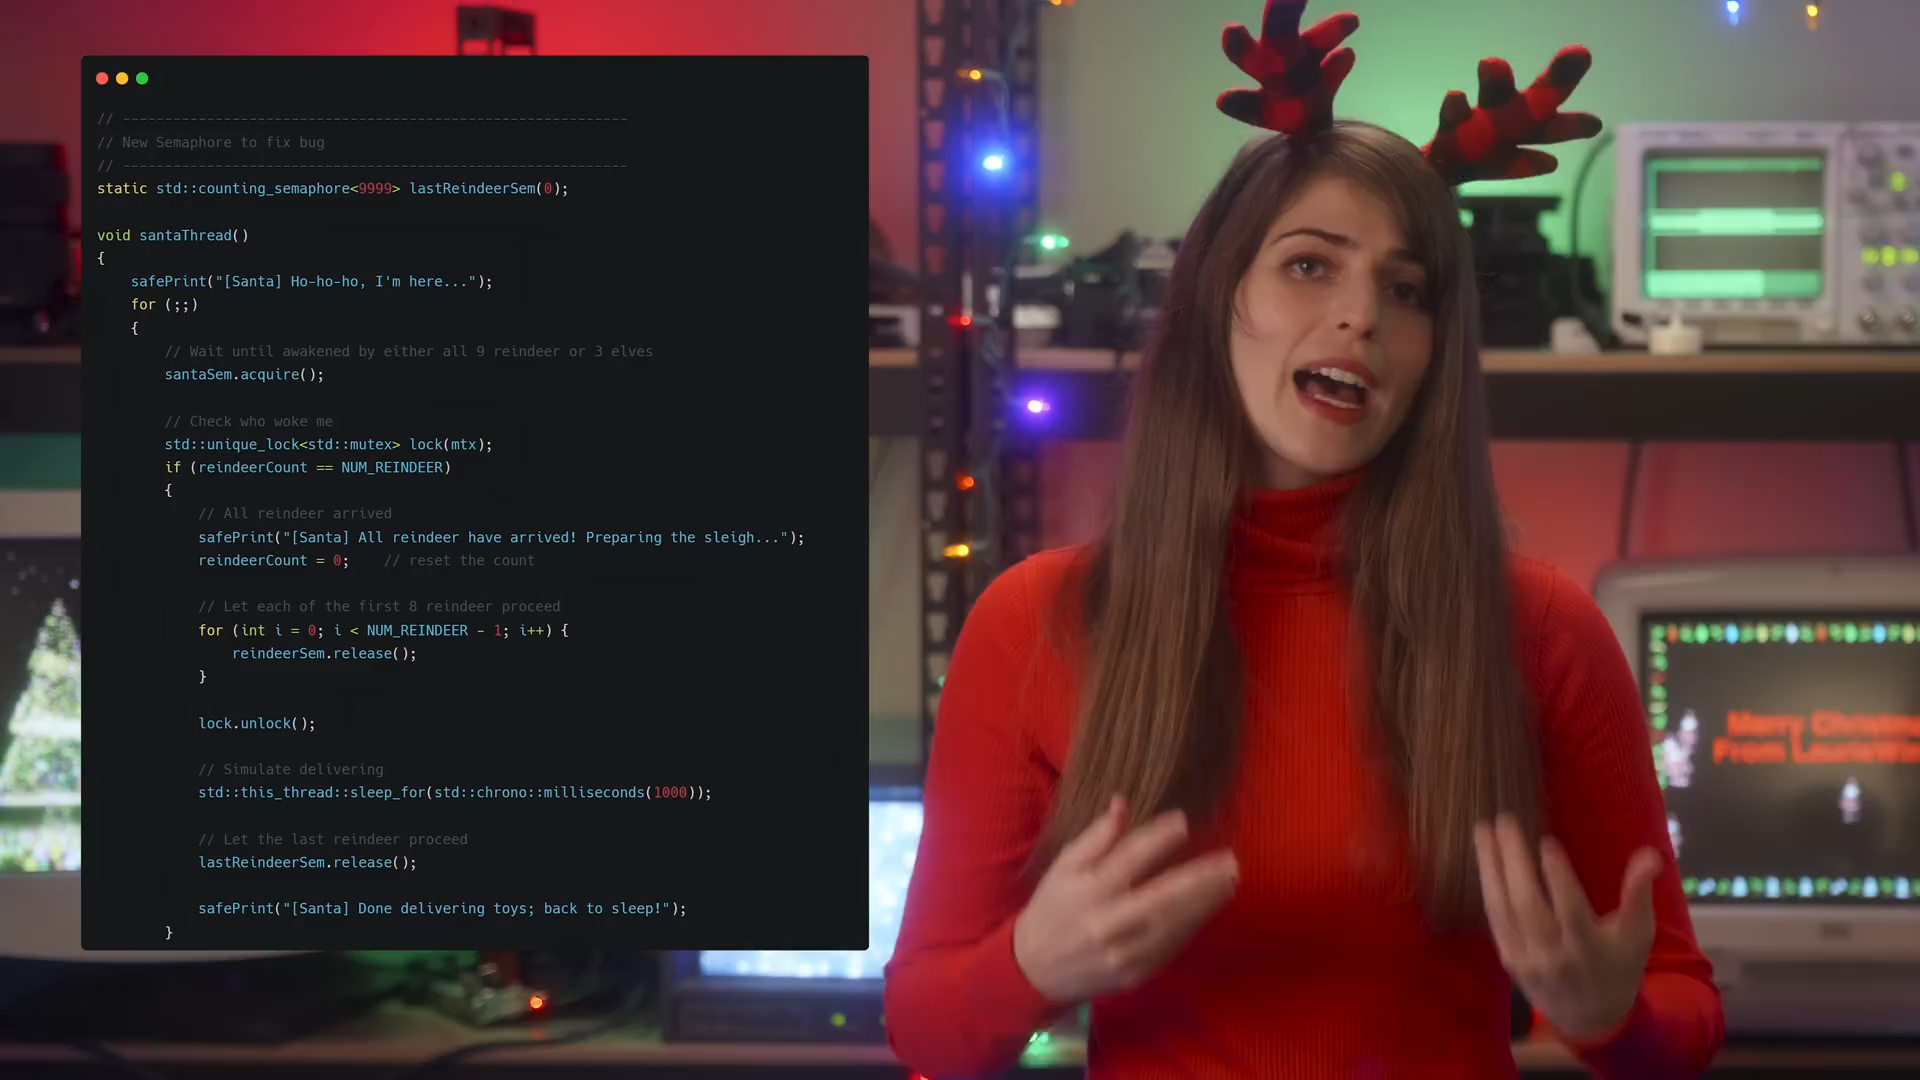 // ------------------------------------------------------------
// New Semaphore to fix bug
// ------------------------------------------------------------
static std::counting_semaphore<9999> lastReindeerSem(0);
void santaThread()
{
safePrint("[Santa] Ho-ho-ho, I'm here...");
for (;;)
{
// Wait until awakened by either all 9 reindeer or 3 elves
santaSem.acquire();
// Check who woke me
std::unique_lock<std::mutex> lock(mtx);
if (reindeerCount == NUM_REINDEER)
{
// All reindeer arrived
safePrint("[Santa] All reindeer have arrived! Preparing the sleigh...");
reindeerCount = 0;    // reset the count
// Let each of the first 8 reindeer proceed
for (int i = 0; i < NUM_REINDEER - 1; i++) {
reindeerSem.release();
}
lock.unlock();
// Simulate delivering
std::this_thread::sleep_for(std::chrono::milliseconds(1000));
// Let the last reindeer proceed
lastReindeerSem.release();
safePrint("[Santa] Done delivering toys; back to sleep!");
}
Merry
From